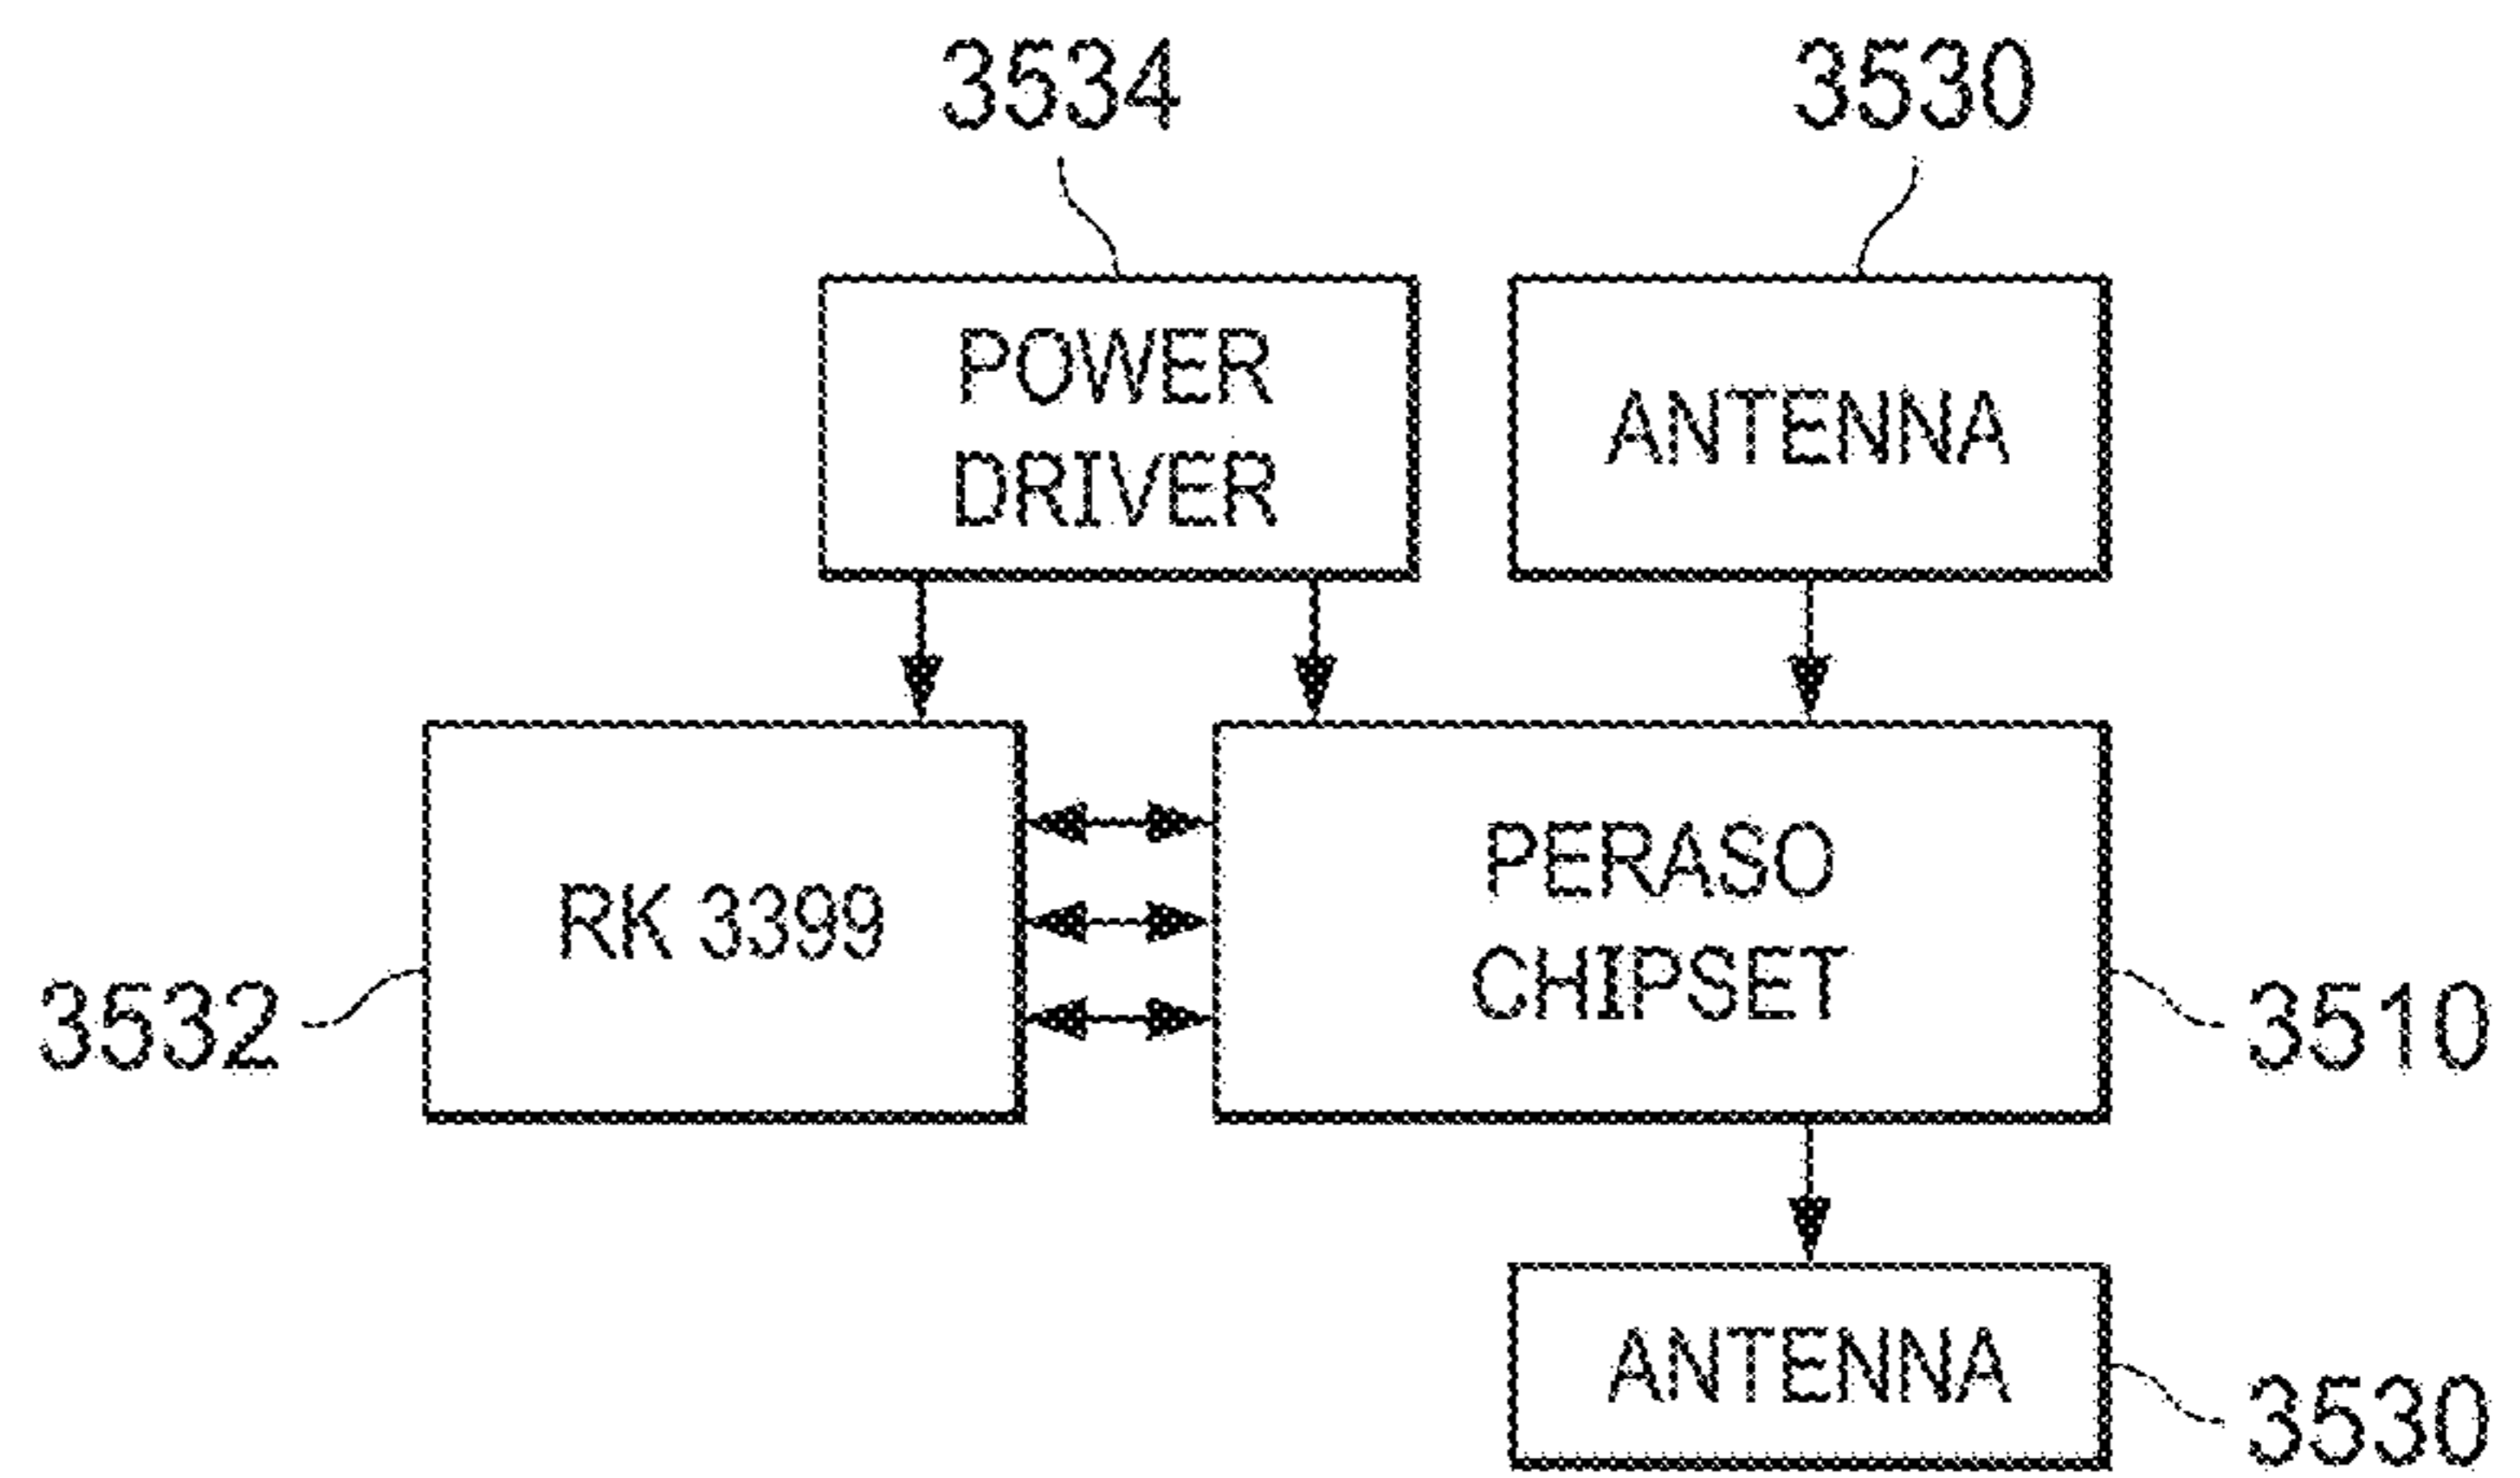 3534
3530
POWER
DRIVER
ANTENNA
RK 3399
PERASO
CHIPSET
3532
3510
ANTENNA
3530